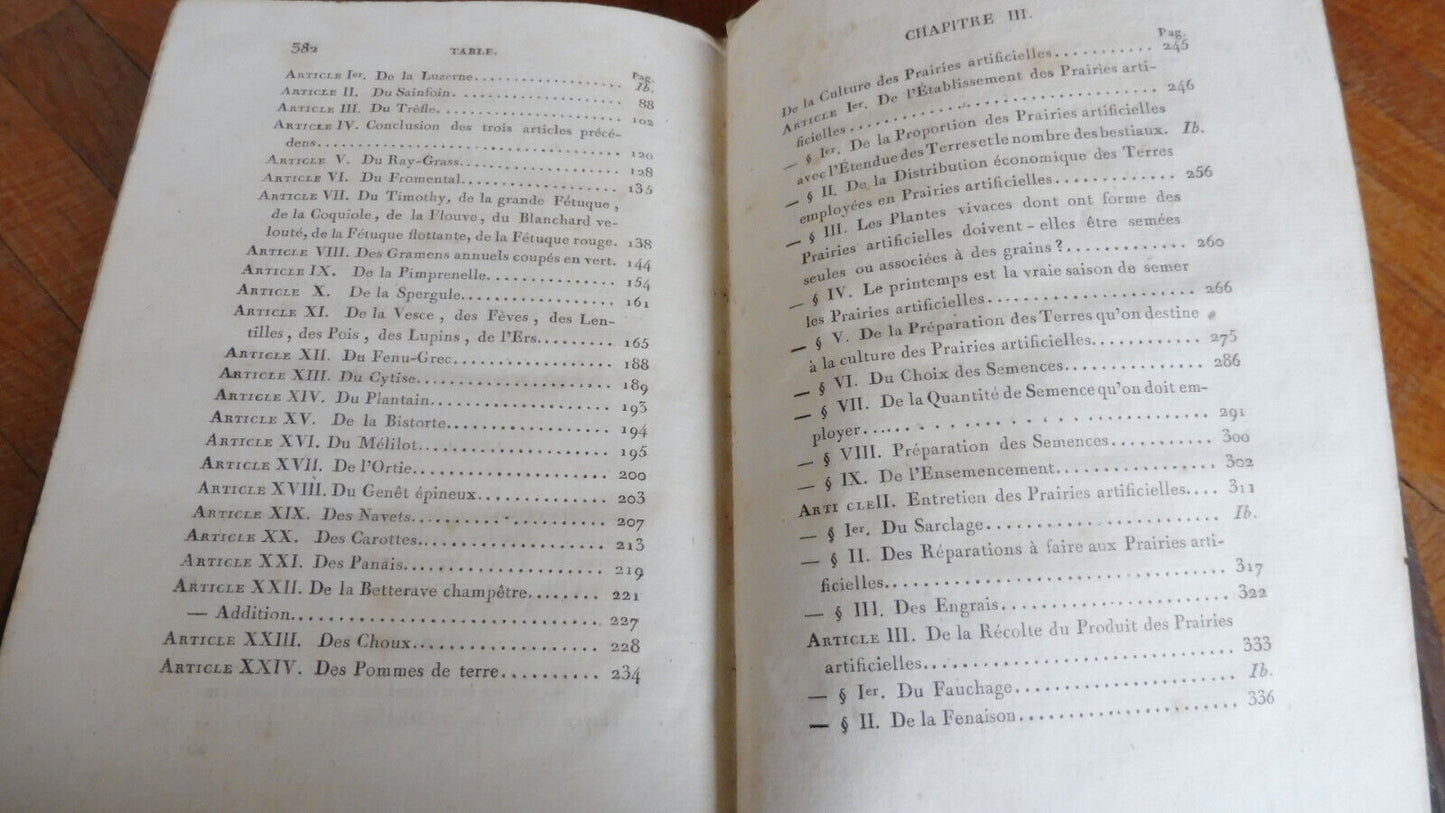 382 TABLE.
Pag.
ARTICLE Ier. De la Luzerne.................... Ib.
ARTICLE II. Du Sainfoin....................... 88
ARTICLE III. Du Trèfle........................ 102
ARTICLE IV. Conclusion des trois articles précé-
dens........................................ 120
ARTICLE V. Du Ray-Grass....................... 128
ARTICLE VI. Du Fromental...................... 135
ARTICLE VII. Du Timothy, de la grande Fétuque,
de la Coquiole, de la Flouve, du Blanchard ve-
louté, de la Fétuque flottante, de la Fétuque rouge. 138
ARTICLE VIII. Des Gramens annuels coupés en vert. 144
ARTICLE IX. De la Pimprenelle................. 154
ARTICLE X. De la Spergule..................... 161
ARTICLE XI. De la Vesce, des Fèves, des Len-
tilles, des Pois, des Lupins, de l'Ers........ 165
ARTICLE XII. Du Fenu-Grec..................... 188
ARTICLE XIII. Du Cytise....................... 189
ARTICLE XIV. Du Plantain...................... 193
ARTICLE XV. De la Bistorte.................... 194
ARTICLE XVI. Du Mélilot....................... 195
ARTICLE XVII. De l'Ortie...................... 200
ARTICLE XVIII. Du Genêt épineux............... 203
ARTICLE XIX. Des Navets....................... 207
ARTICLE XX. Des Carottes...................... 213
ARTICLE XXI. Des Panais....................... 219
ARTICLE XXII. De la Betterave champêtre....... 221
— Addition.................................... 227
ARTICLE XXIII. Des Choux...................... 228
ARTICLE XXIV. Des Pommes de terre.......... 234
CHAPITRE III.
Pag.
De la Culture des Prairies artificielles........... 245
ARTICLE Ier. De l'Établissement des Prairies arti-
ficielles.................................... 246
— § Ier. De la Proportion des Prairies artificielles
avec l'Étendue des Terres et le nombre des bestiaux. Ib.
— § II. De la Distribution économique des Terres
employées en Prairies artificielles............. 256
— § III. Les Plantes vivaces dont ont forme des
Prairies artificielles doivent-elles être semées
seules ou associées à des grains?............ 260
— § IV. Le printemps est la vraie saison de semer
les Prairies artificielles.................... 266
— § V. De la Préparation des Terres qu'on destine
à la culture des Prairies artificielles.......... 275
— § VI. Du Choix des Semences................ 286
— § VII. De la Quantité de Semence qu'on doit em-
ployer....................................... 291
— § VIII. Préparation des Semences............ 300
— § IX. De l'Ensemencement................... 302
ARTI CLEII. Entretien des Prairies artificielles.... 311
— § Ier. Du Sarclage........................... Ib.
— § II. Des Réparations à faire aux Prairies arti-
ficielles..................................... 317
— § III. Des Engrais.......................... 322
ARTICLE III. De la Récolte du Produit des Prairies
artificielles................................. 333
— § Ier. Du Fauchage.......................... Ib.
— § II. De la Fenaison........................ 336